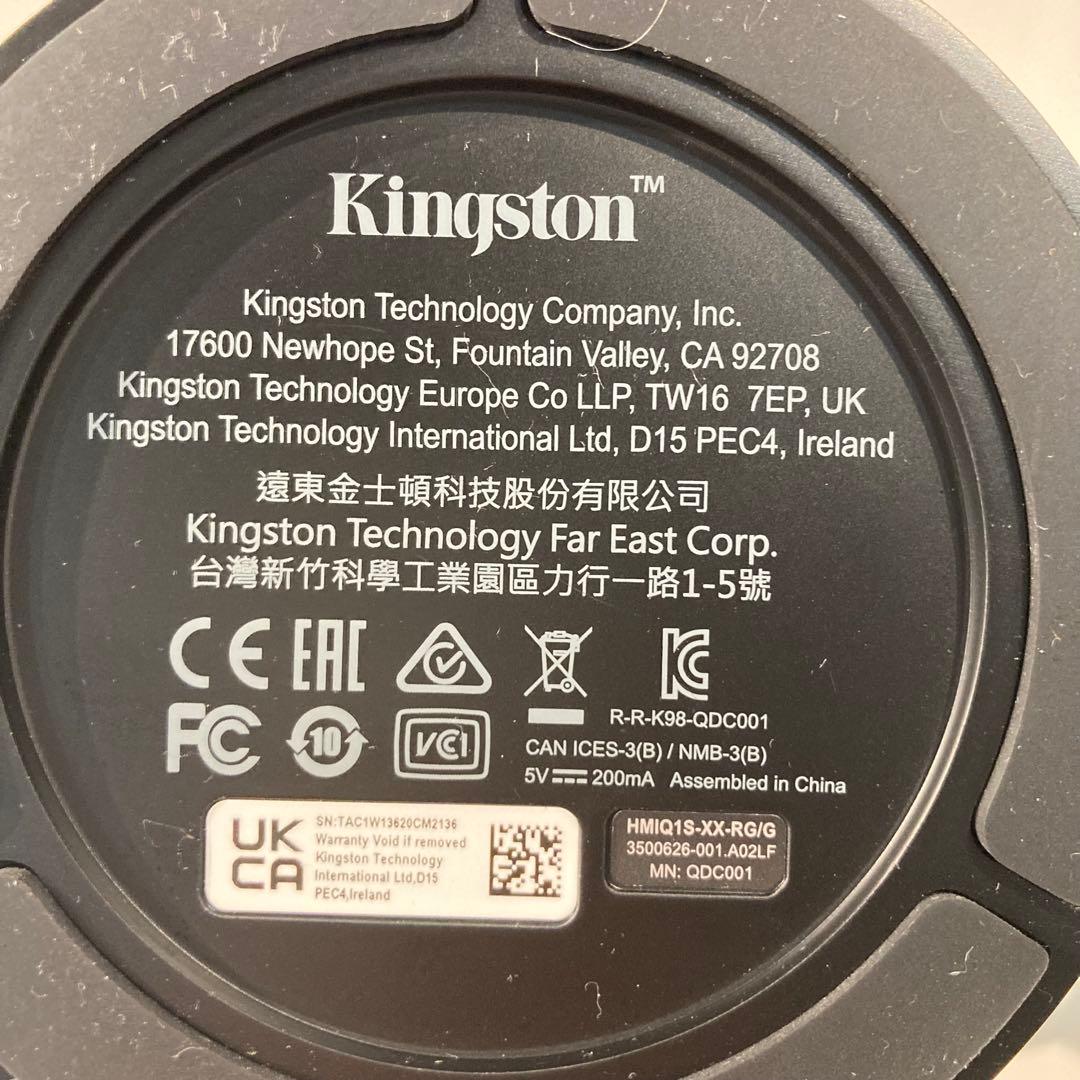 Kingston™
Kingston Technology Company, Inc.
17600 Newhope St, Fountain Valley, CA 92708
Kingston Technology Europe Co LLP, TW16 7EP, UK
Kingston Technology International Ltd, D15 PEC4, Ireland
遠東金士頓科技股份有限公司
Kingston Technology Far East Corp.
台灣新竹科學工業園區力行一路1-5號
CE EAC KC
R-R-K98-QDC001
FC 10 VCI
CAN ICES-3(B) / NMB-3(B)
5V⎓200mA Assembled in China
UK
CA
SN:TAC1W13620CM2136
Warranty Void if removed
Kingston Technology
International Ltd,D15
PEC4,Ireland
HMIQ1S-XX-RG/G
3500626-001.A02LF
MN: QDC001